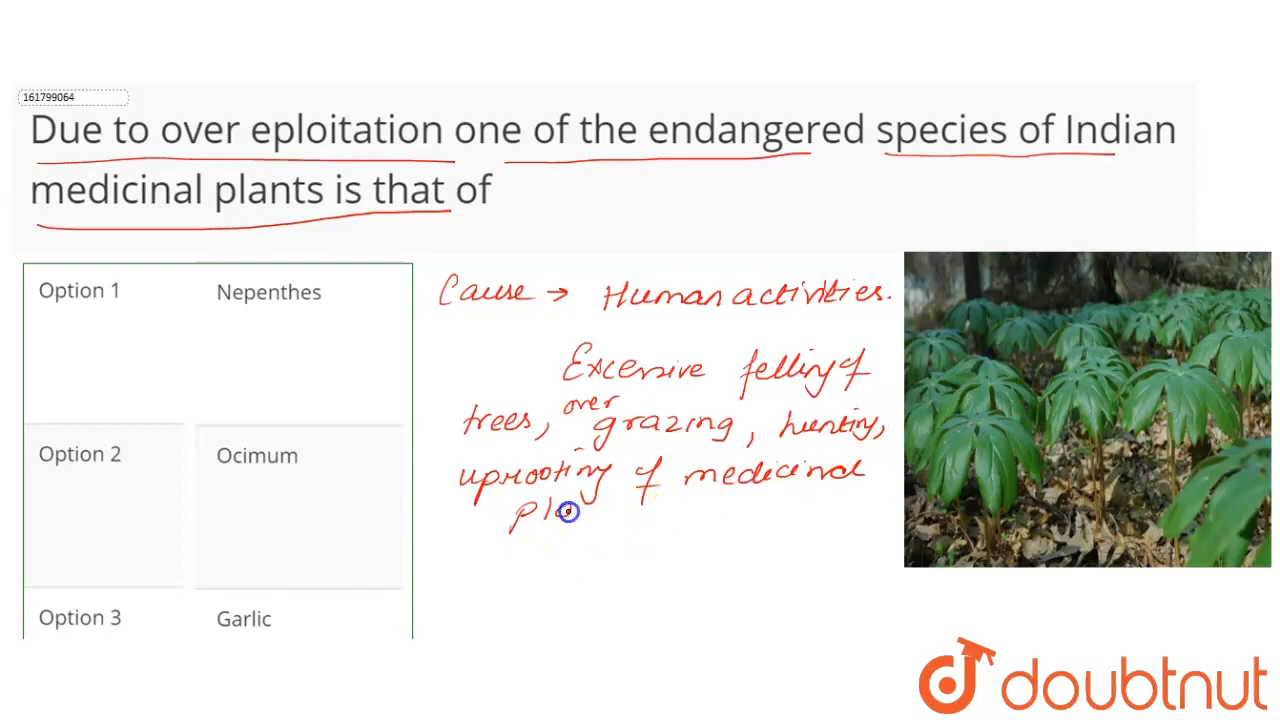 161799064
Due to over eploitation one of the endangered species of Indian
medicinal plants is that of
Option 1 Nepenthes
Option 2 Ocimum
Option 3 Garlic
Cause → Human activities.
Excessive felling of
trees, over grazing, hunting,
uprooting of medicinal
pla
doubtnut